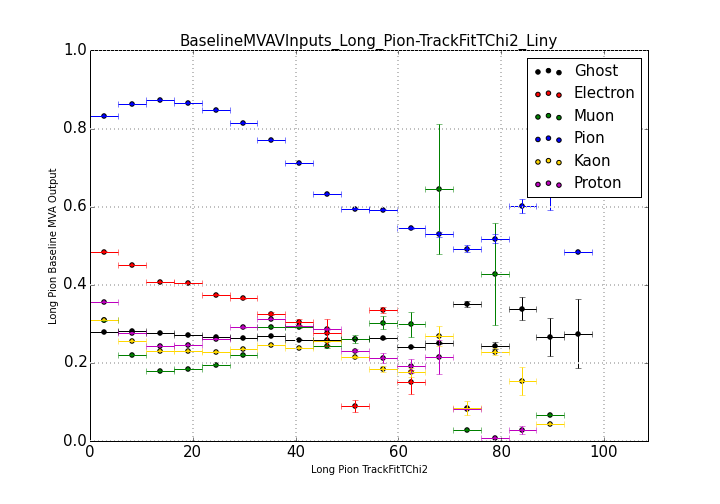 BaselineMVAVInputs_Long_Pion-TrackFitTChi2_Liny
1.0
0.8
0.6
0.4
0.2
0.0
Long Pion Baseline MVA Output
Ghost
Electron
Muon
Pion
Kaon
Proton
0 20 40 60 80 100
Long Pion TrackFitTChi2